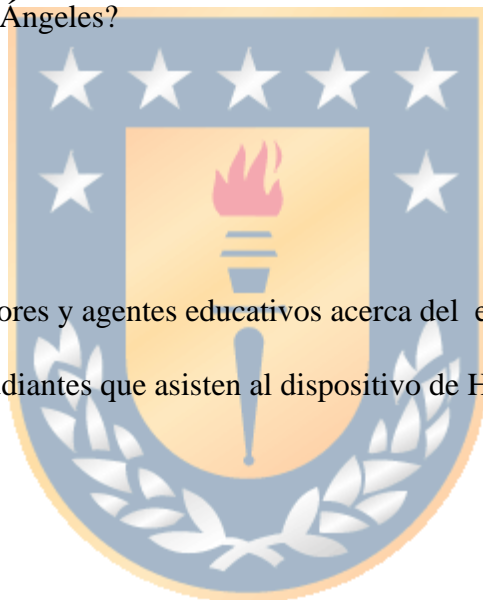 Ángeles?
ores y agentes educativos acerca del e
diantes que asisten al dispositivo de H